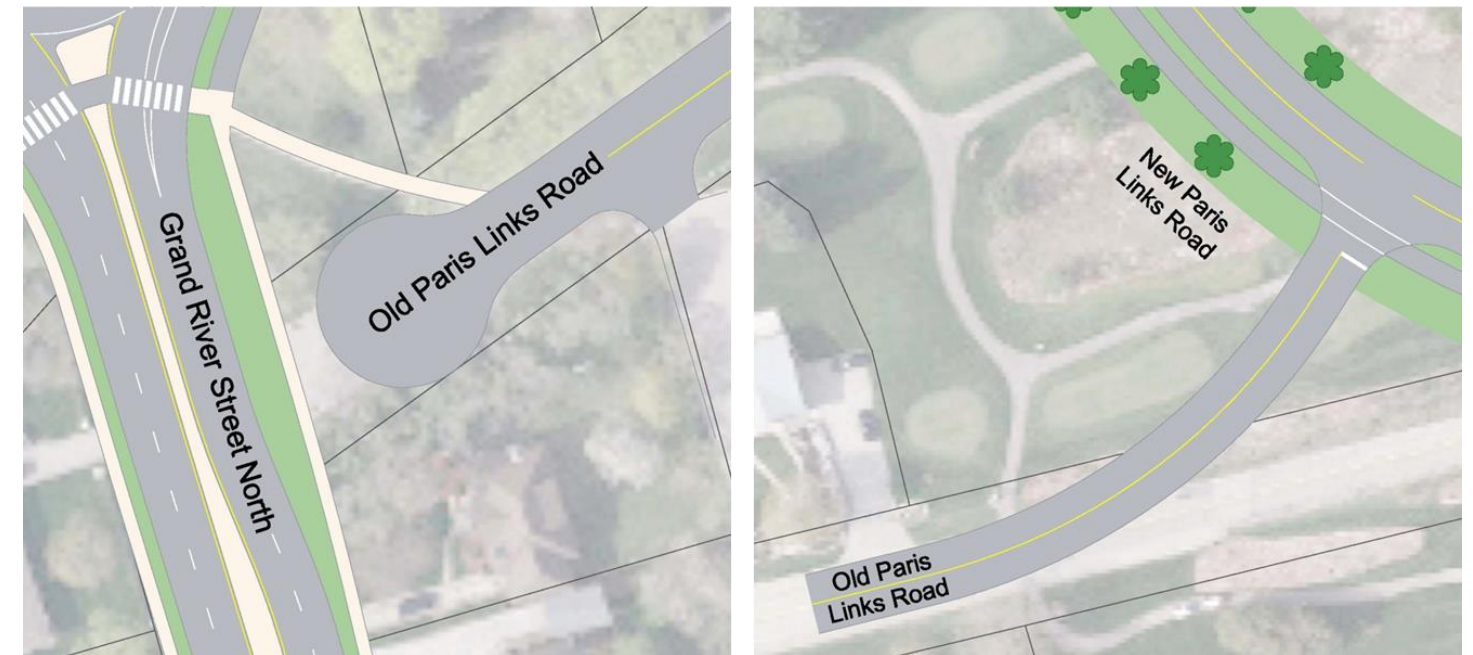 Grand River Street North
Old Paris Links Road
New Paris
Links Road
Old Paris
Links Road